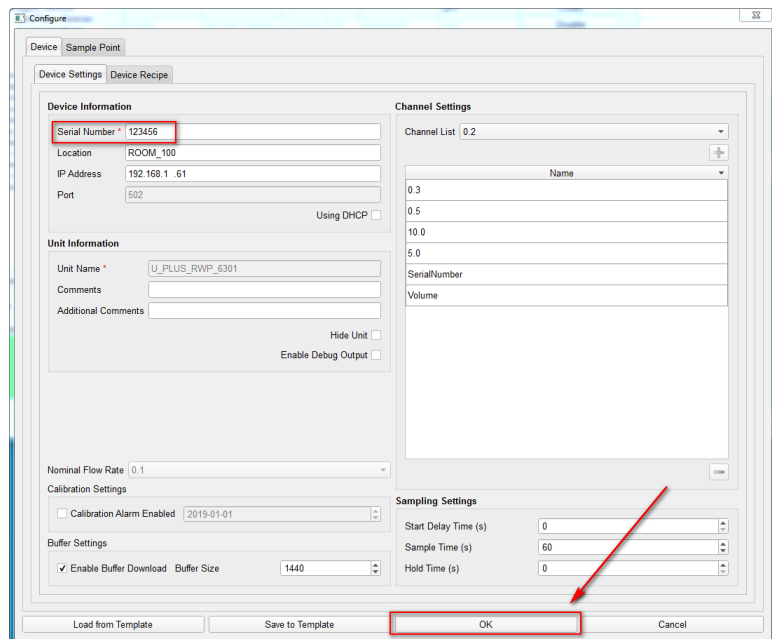 Configure
Device Sample Point
Device Settings Device Recipe
Device Information
Serial Number * 123456
Location ROOM_100
IP Address 192.168.1 .61
Port 502
Using DHCP
Unit Information
Unit Name * U_PLUS_RWP_6301
Comments
Additional Comments
Hide Unit
Enable Debug Output
Nominal Flow Rate 0.1
Calibration Settings
Calibration Alarm Enabled 2019-01-01
Buffer Settings
Enable Buffer Download Buffer Size 1440
Channel Settings
Channel List 0.2
Name
0.3
0.5
10.0
5.0
SerialNumber
Volume
Sampling Settings
Start Delay Time (s) 0
Sample Time (s) 60
Hold Time (s) 0
Load from Template Save to Template OK Cancel